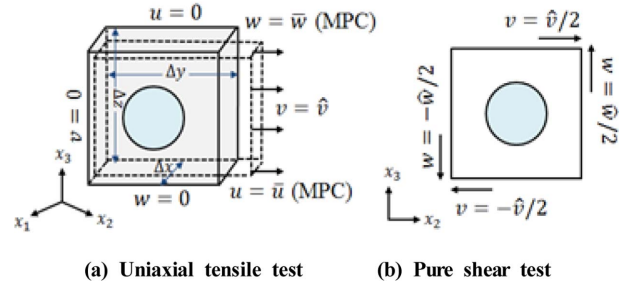 u = 0
w = w̄ (MPC)
Δy
Δz
v = 0
v = v̂
Δx
u = ū (MPC)
w = 0
x₃
x₁
x₂
v = v̂/2
w = −ŵ/2
w = ŵ/2
x₃
x₂
v = −v̂/2
(a) Uniaxial tensile test
(b) Pure shear test